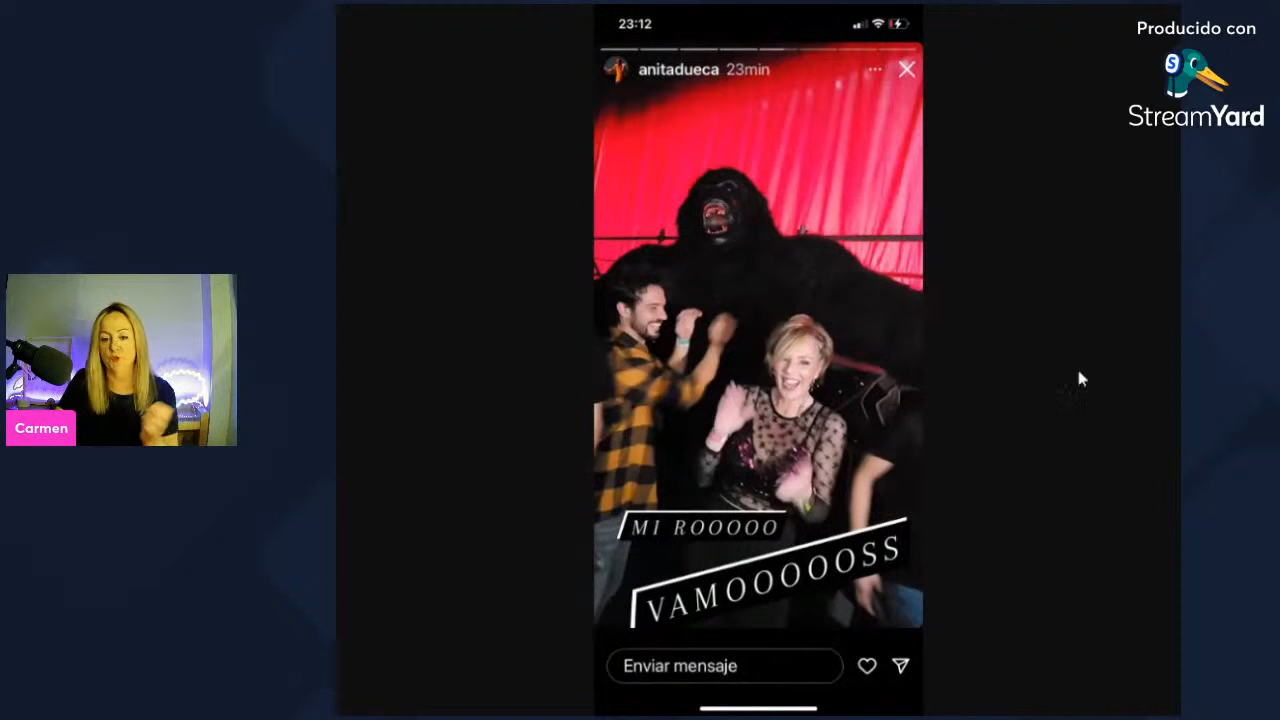 23:12
Producido con
StreamYard
anitadueca 23min
Carmen
MI ROOOOO
VAMOOOOOOSS
Enviar mensaje